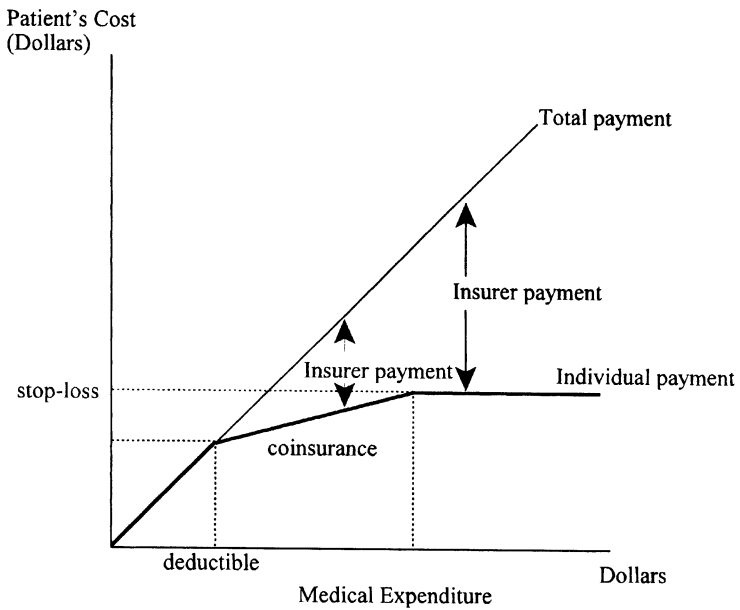 Patient's Cost
(Dollars)
Total payment
Insurer payment
Insurer payment
Individual payment
stop-loss
coinsurance
deductible
Dollars
Medical Expenditure